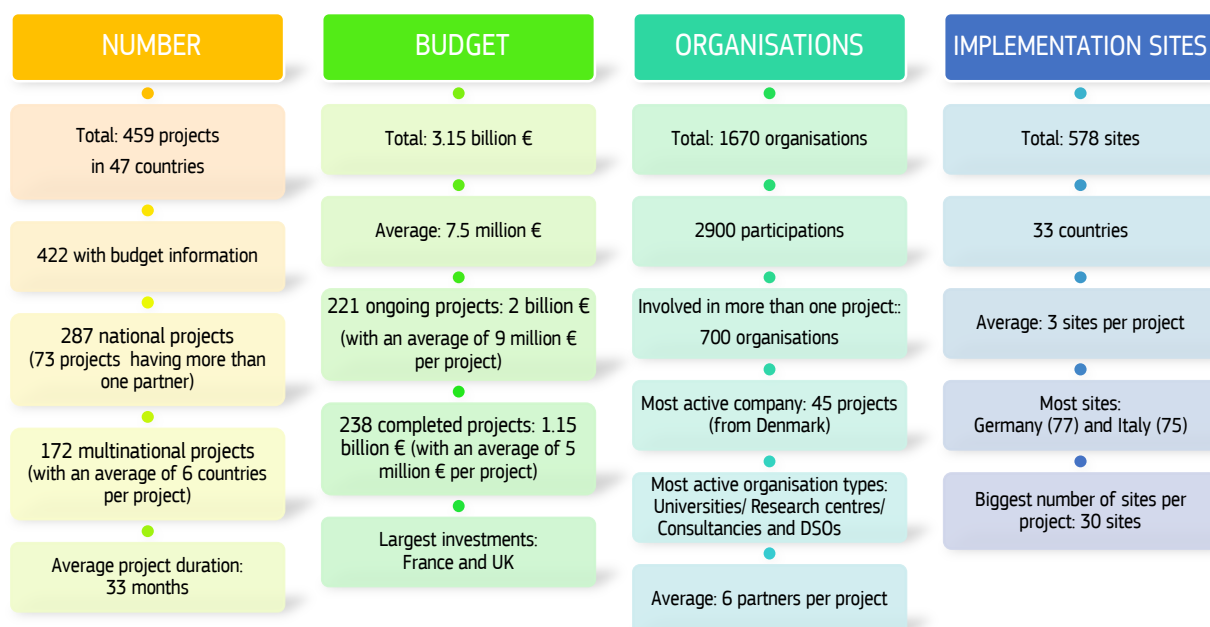 NUMBER
Total: 459 projects
in 47 countries
422 with budget information
287 national projects
(73 projects having more than
one partner)
172 multinational projects
(with an average of 6 countries
per project)
Average project duration:
33 months
BUDGET
Total: 3.15 billion €
Average: 7.5 million €
221 ongoing projects: 2 billion €
(with an average of 9 million €
per project)
238 completed projects: 1.15
billion € (with an average of 5
million € per project)
Largest investments:
France and UK
ORGANISATIONS
Total: 1670 organisations
2900 participations
Involved in more than one project::
700 organisations
Most active company: 45 projects
(from Denmark)
Most active organisation types:
Universities/ Research centres/
Consultancies and DSOs
Average: 6 partners per project
IMPLEMENTATION SITES
Total: 578 sites
33 countries
Average: 3 sites per project
Most sites:
Germany (77) and Italy (75)
Biggest number of sites per
project: 30 sites